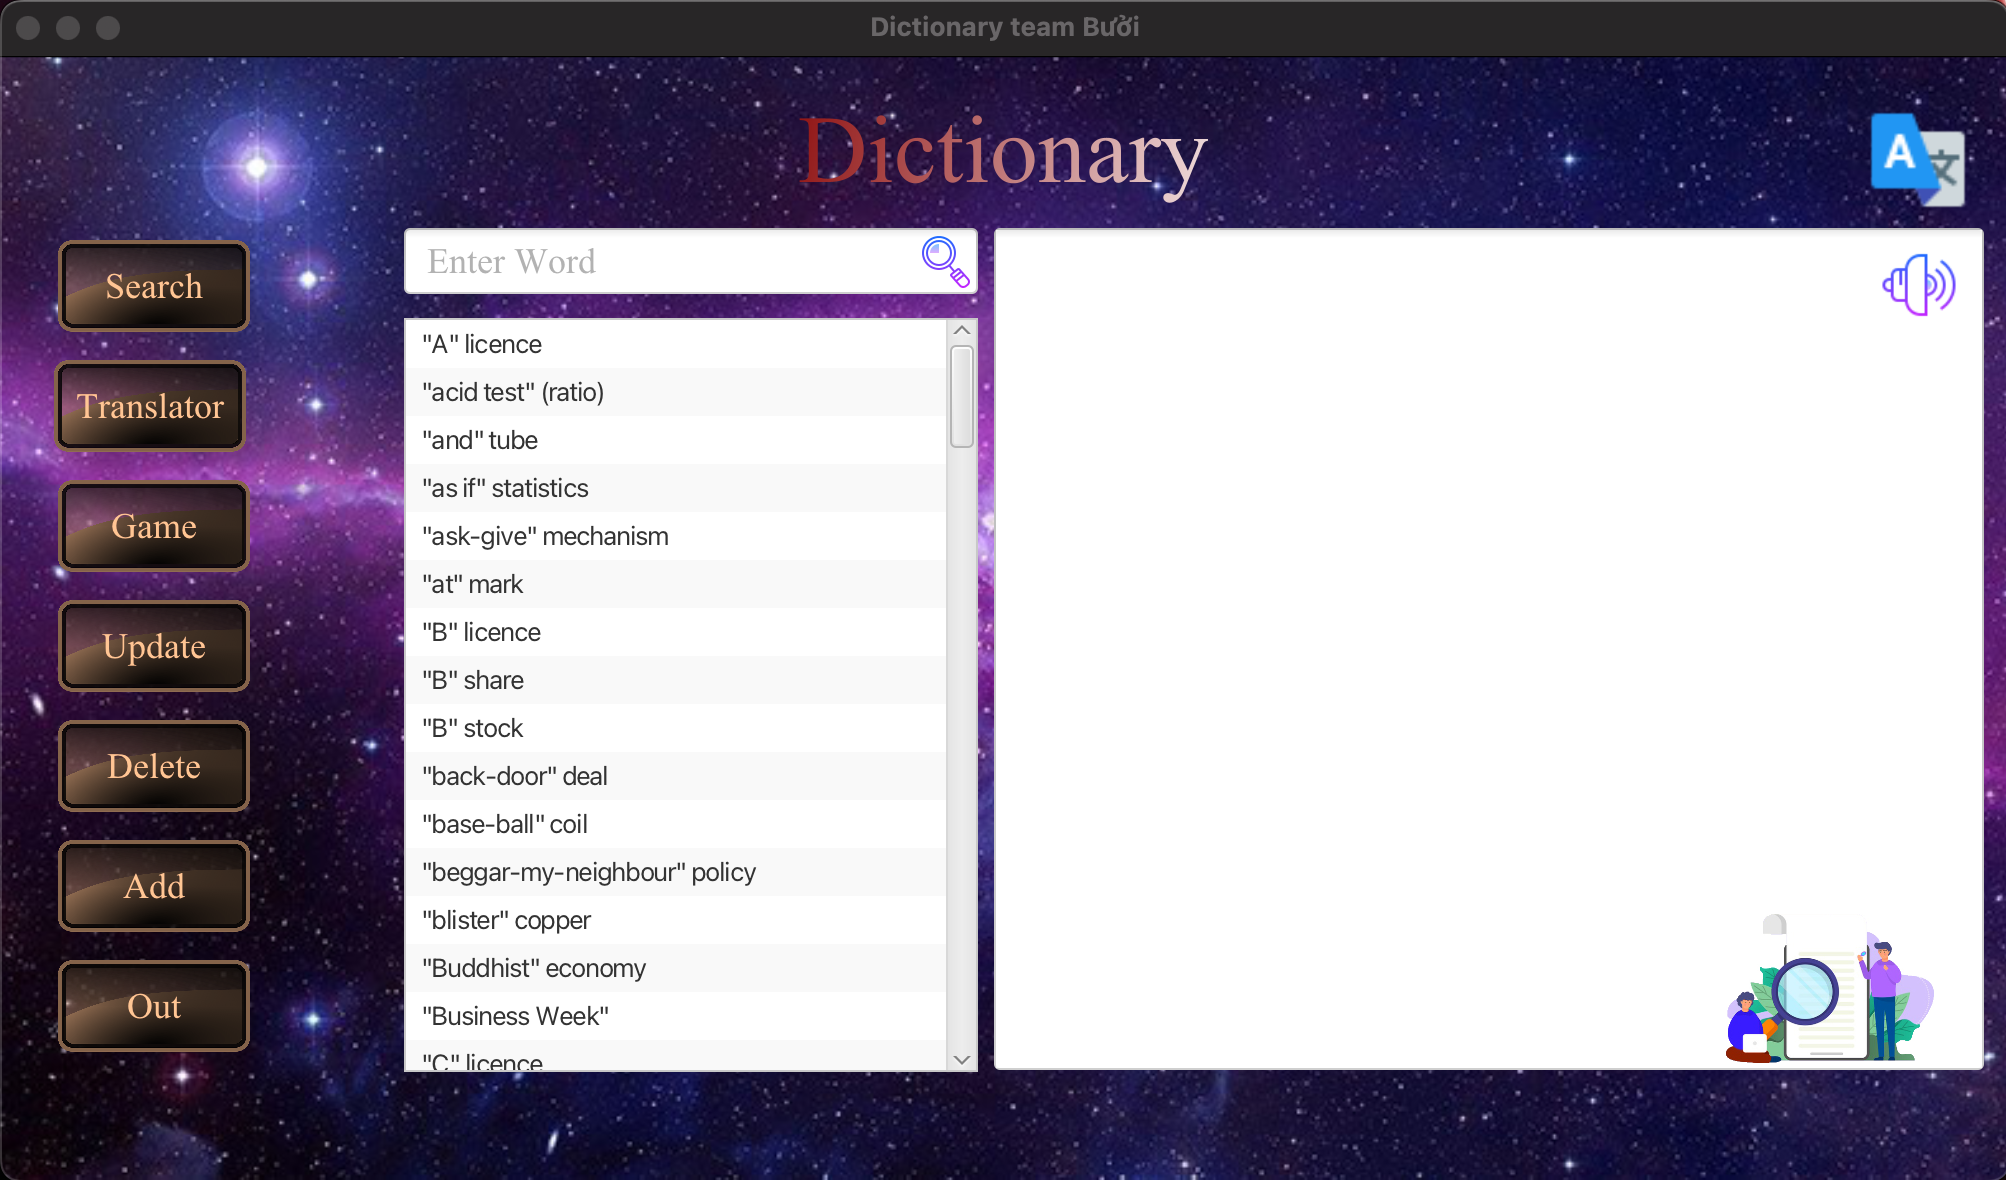 Dictionary team Bưởi
Dictionary
A 文
Search
Translator
Game
Update
Delete
Add
Out
Enter Word
"A" licence
"acid test" (ratio)
"and" tube
"as if" statistics
"ask-give" mechanism
"at" mark
"B" licence
"B" share
"B" stock
"back-door" deal
"base-ball" coil
"beggar-my-neighbour" policy
"blister" copper
"Buddhist" economy
"Business Week"
"C" licence